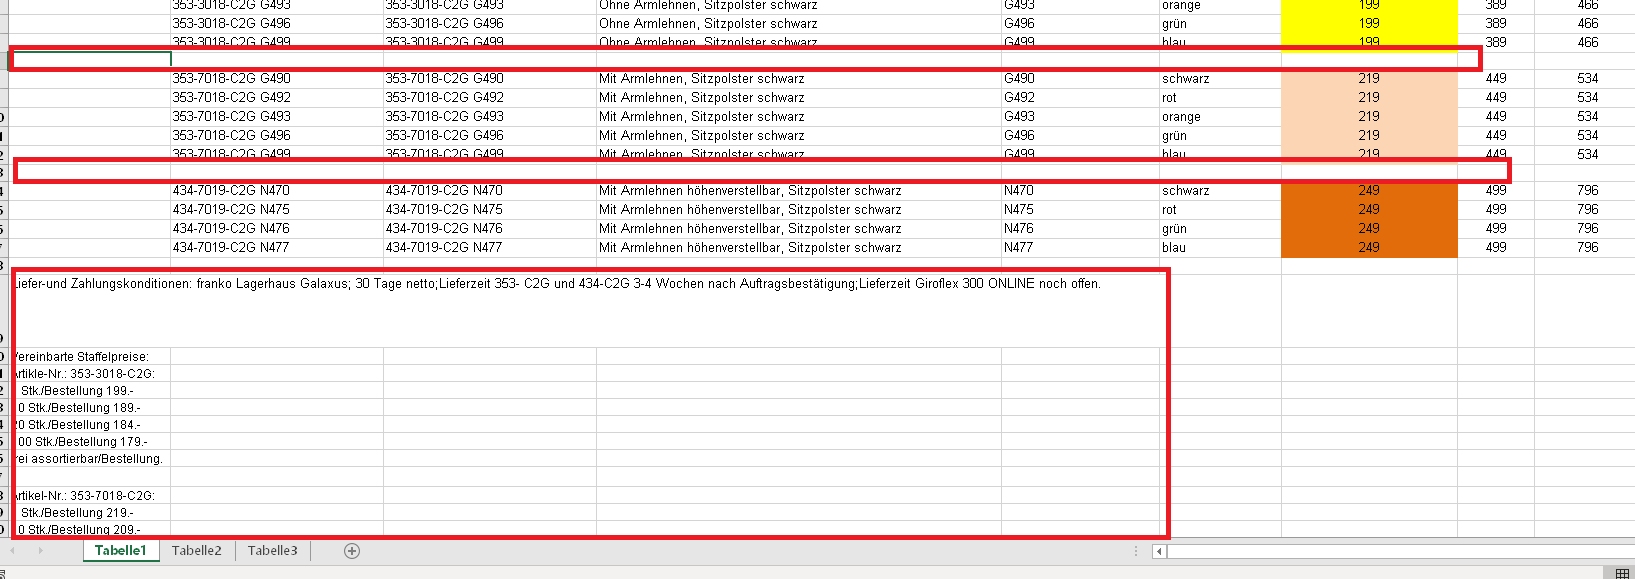 353-3018-C2G G493 353-3018-C2G G493 Ohne Armlehnen, Sitzpolster schwarz G493 orange 199 389 466
353-3018-C2G G496 353-3018-C2G G496 Ohne Armlehnen, Sitzpolster schwarz G496 grün 199 389 466
353-3018-C2G G499 353-3018-C2G G499 Ohne Armlehnen, Sitzpolster schwarz G499 blau 199 389 466
353-7018-C2G G490 353-7018-C2G G490 Mit Armlehnen, Sitzpolster schwarz G490 schwarz 219 449 534
353-7018-C2G G492 353-7018-C2G G492 Mit Armlehnen, Sitzpolster schwarz G492 rot 219 449 534
353-7018-C2G G493 353-7018-C2G G493 Mit Armlehnen, Sitzpolster schwarz G493 orange 219 449 534
353-7018-C2G G496 353-7018-C2G G496 Mit Armlehnen, Sitzpolster schwarz G496 grün 219 449 534
353-7018-C2G G499 353-7018-C2G G499 Mit Armlehnen, Sitzpolster schwarz G499 blau 219 449 534
434-7019-C2G N470 434-7019-C2G N470 Mit Armlehnen höhenverstellbar, Sitzpolster schwarz N470 schwarz 249 499 796
434-7019-C2G N475 434-7019-C2G N475 Mit Armlehnen höhenverstellbar, Sitzpolster schwarz N475 rot 249 499 796
434-7019-C2G N476 434-7019-C2G N476 Mit Armlehnen höhenverstellbar, Sitzpolster schwarz N476 grün 249 499 796
434-7019-C2G N477 434-7019-C2G N477 Mit Armlehnen höhenverstellbar, Sitzpolster schwarz N477 blau 249 499 796
Liefer-und Zahlungskonditionen: franko Lagerhaus Galaxus; 30 Tage netto;Lieferzeit 353- C2G und 434-C2G 3-4 Wochen nach Auftragsbestätigung;Lieferzeit Giroflex 300 ONLINE noch offen.
Vereinbarte Staffelpreise:
Artikle-Nr.: 353-3018-C2G:
Stk./Bestellung 199.-
10 Stk./Bestellung 189.-
20 Stk./Bestellung 184.-
100 Stk./Bestellung 179.-
frei assortierbar/Bestellung.
Artikel-Nr.: 353-7018-C2G:
Stk./Bestellung 219.-
10 Stk./Bestellung 209.-
Tabelle1 Tabelle2 Tabelle3